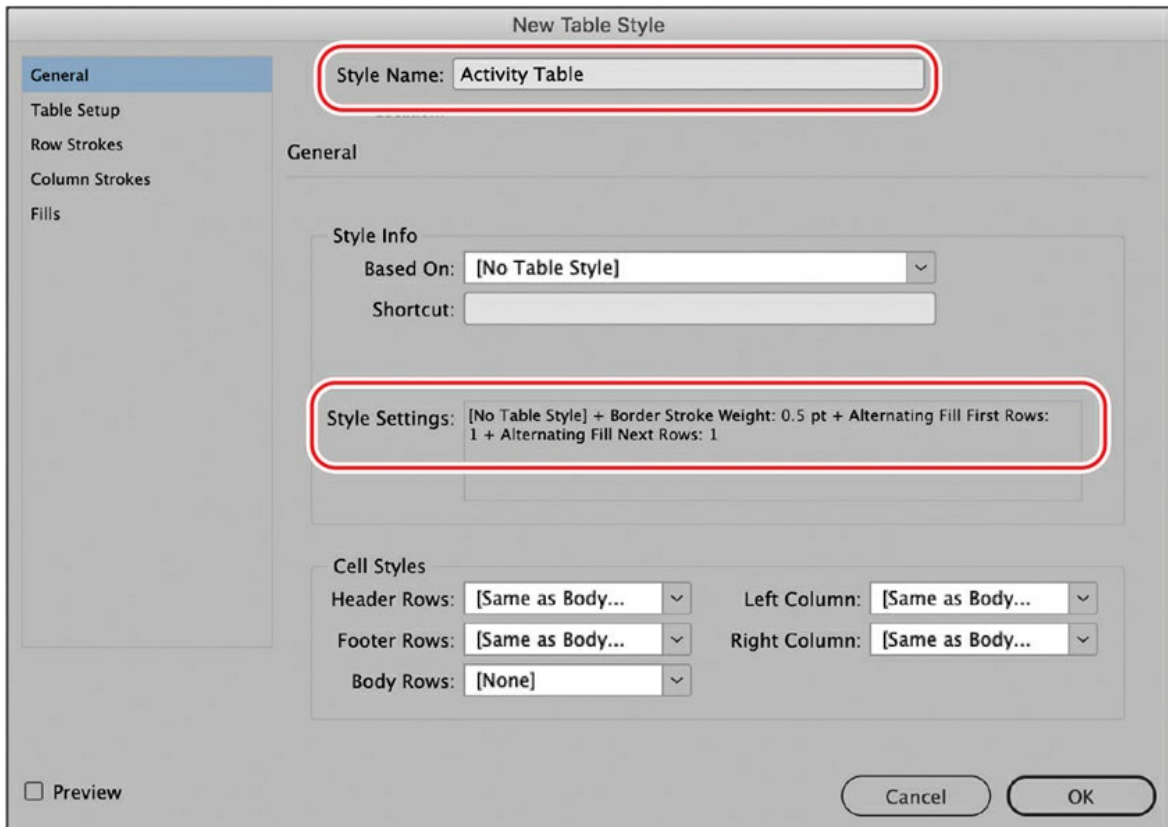 New Table Style
General
Table Setup
Row Strokes
Column Strokes
Fills
Style Name: Activity Table
General
Style Info
Based On: [No Table Style]
Shortcut:
Style Settings: [No Table Style] + Border Stroke Weight: 0.5 pt + Alternating Fill First Rows:
1 + Alternating Fill Next Rows: 1
Cell Styles
Header Rows: [Same as Body... Left Column: [Same as Body...
Footer Rows: [Same as Body... Right Column: [Same as Body...
Body Rows: [None]
Preview
Cancel OK